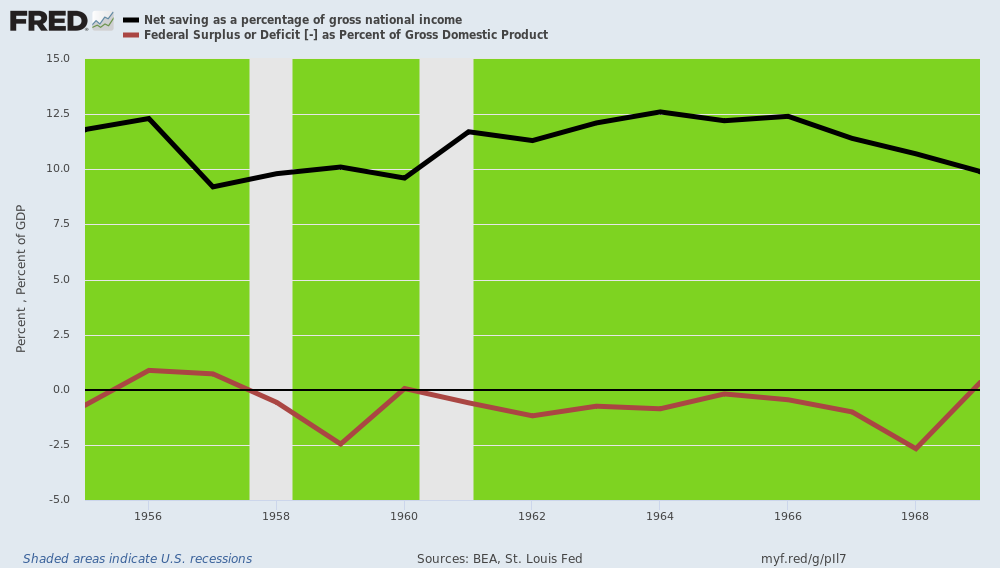 FRED
Net saving as a percentage of gross national income
Federal Surplus or Deficit [-] as Percent of Gross Domestic Product
Percent , Percent of GDP
15.0
12.5
10.0
7.5
5.0
2.5
0.0
-2.5
-5.0
1956 1958 1960 1962 1964 1966 1968
Shaded areas indicate U.S. recessions
Sources: BEA, St. Louis Fed
myf.red/g/pIl7